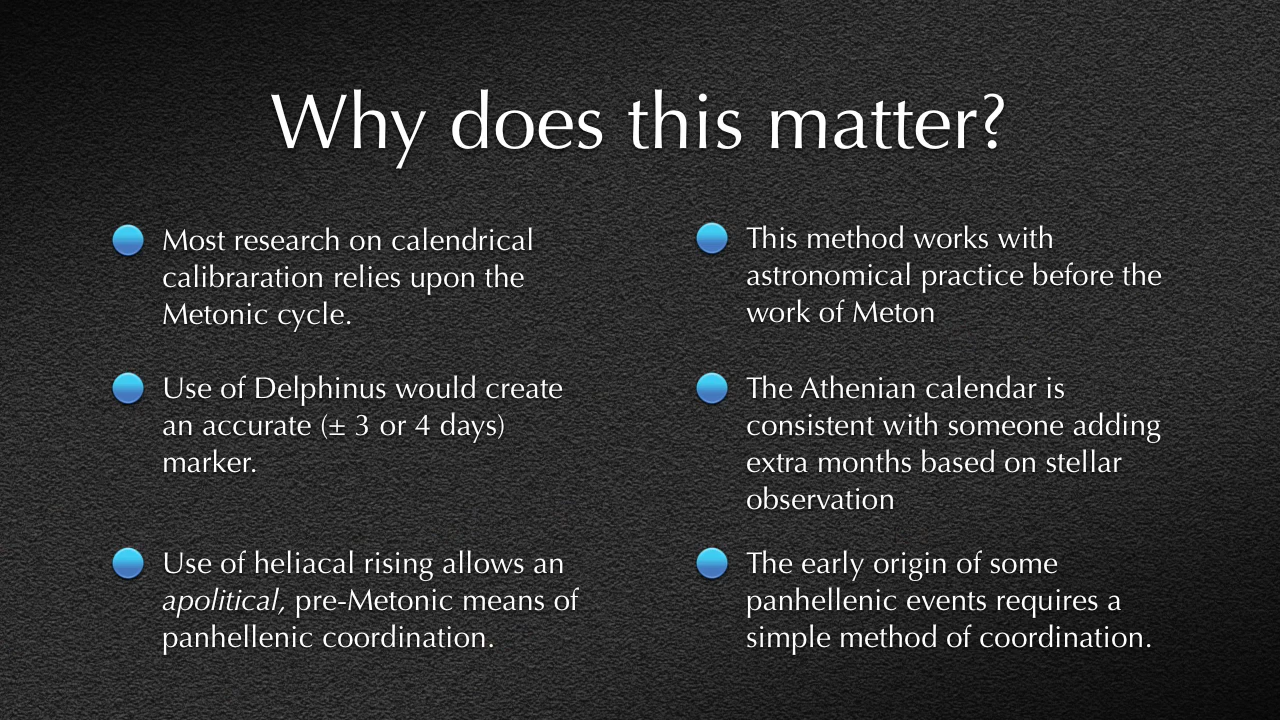 Why does this matter?
Most research on calendrical
calibraration relies upon the
Metonic cycle.
Use of Delphinus would create
an accurate (± 3 or 4 days)
marker.
Use of heliacal rising allows an
apolitical, pre-Metonic means of
panhellenic coordination.
This method works with
astronomical practice before the
work of Meton
The Athenian calendar is
consistent with someone adding
extra months based on stellar
observation
The early origin of some
panhellenic events requires a
simple method of coordination.